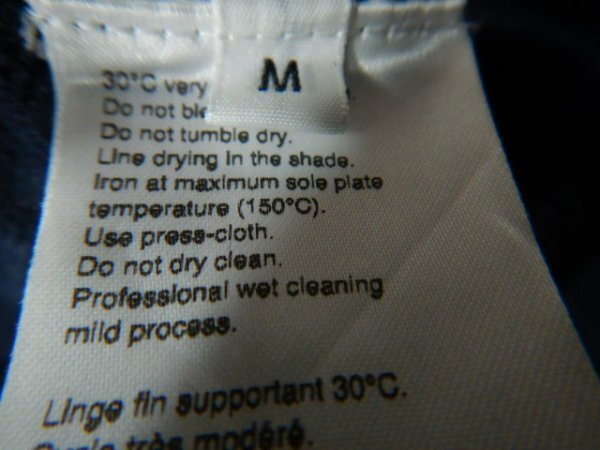 M
30°C very
Do not
Do not tumble dry.
Line drying in the shade.
Iron at maximum sole plate
temperature (150°C).
Use press-cloth.
Do not dry clean.
Professional wet cleaning
mild process.
Linge fin supportant 30°C.
très modéré.